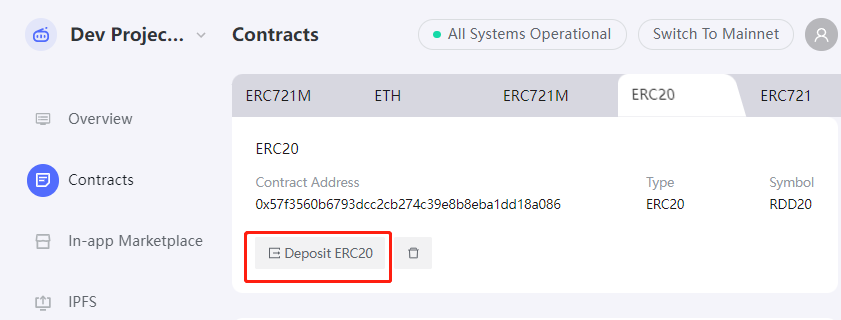 Dev Projec...
Contracts
All Systems Operational
Switch To Mainnet
ERC721M
ETH
ERC721M
ERC20
ERC721
Overview
Contracts
In-app Marketplace
IPFS
ERC20
Contract Address
Type
Symbol
0x57f3560b6793dcc2cb274c39e8b8eba1dd18a086
ERC20
RDD20
Deposit ERC20